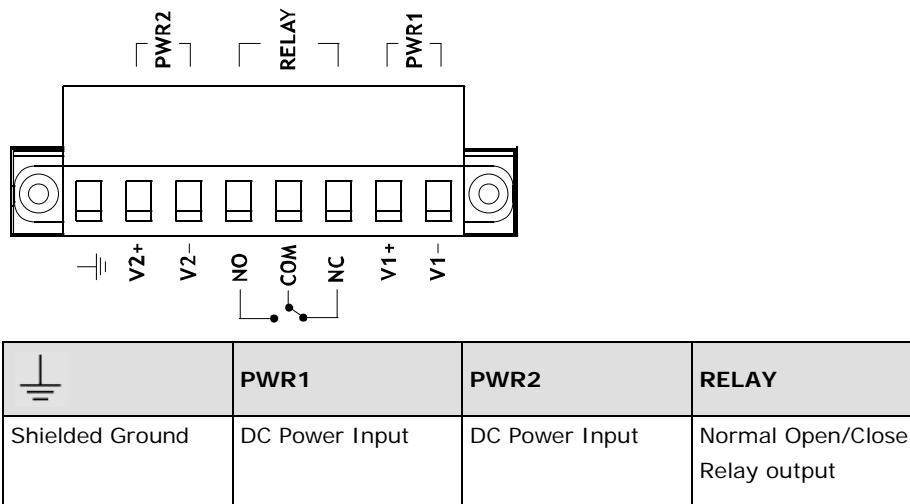 PWR2 RELAY PWR1
V2+ V2- NO COM NC V1+ V1-
PWR1 PWR2 RELAY
Shielded Ground DC Power Input DC Power Input Normal Open/Close
Relay output